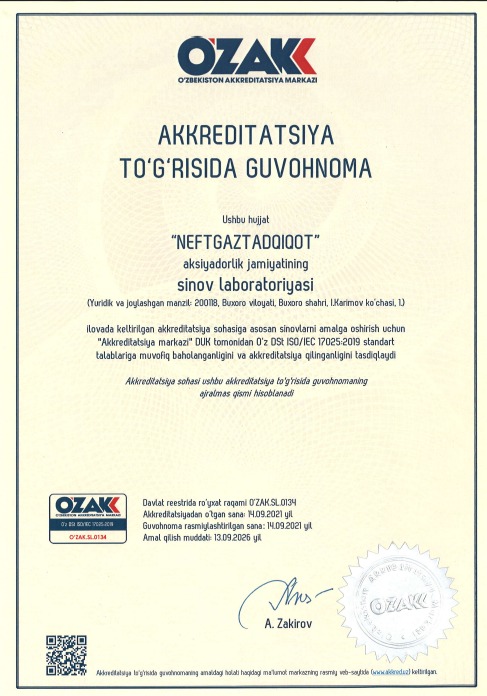 O'ZAKK
O'ZBEKISTON AKKREDITATSIYA MARKAZI
AKKREDITATSIYA
TO'G'RISIDA GUVOHNOMA
Ushbu hujjat
"NEFTGAZTADQIQOT"
aksiyadorlik jamiyatining
sinov laboratoriyasi
(Yuridik va joylashgan manzil: 200118, Buxoro viloyati, Buxoro shahri, I.Karimov ko'chasi, 1.)
ilovada keltirilgan akkreditatsiya sohasiga asosan sinovlarni amalga oshirish uchun
"Akkreditatsiya markazi" DUK tomonidan O'z DSt ISO/IEC 17025:2019 standart
talablariga muvofiq baholanganligini va akkreditatsiya qilinganligini tasdiqlaydi
Akkreditatsiya sohasi ushbu akkreditatsiya to'g'risida guvohnomaning
ajralmas qismi hisoblanadi
O'ZAKK
O'ZBEKISTON AKKREDITATSIYA MARKAZI
O'z DSt ISO/IEC 17025:2019
O'ZAK.SL.0134
Davlat reestrida ro'yxat raqami O'ZAK.SL.0134
Akkreditatsiyadan o'tgan sana: 14.09.2021 yil
Guvohnoma rasmiylashtirilgan sana: 14.09.2021 yil
Amal qilish muddati: 13.09.2026 yil
A. Zakirov
O'ZAKK
Akkreditatsiya to'g'risida guvohnomaning amaldagi holati haqidagi ma'lumot markazning rasmiy veb-saytida (www.akkred.uz) keltirilgan.